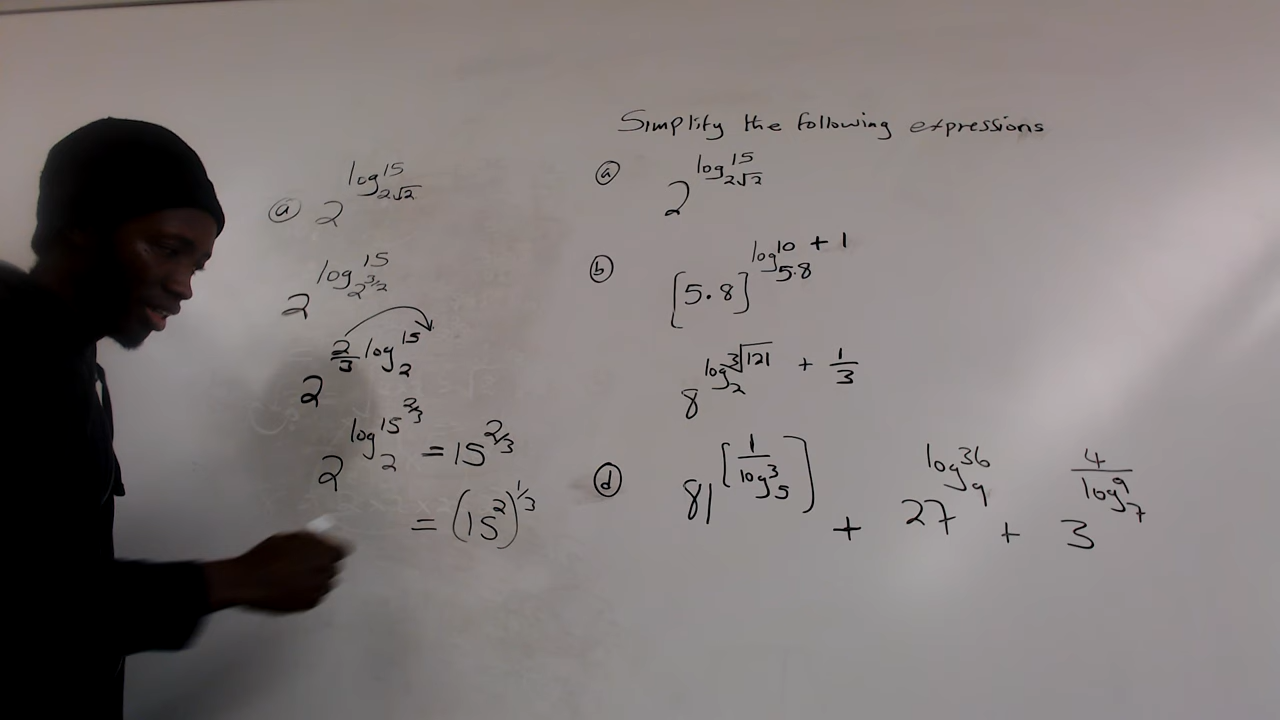 Simplify the following expressions
ⓐ 2^(log_{2√2} 15)
ⓑ [5.8]^(log_{5.8} 10 + 1)
8^(log_2 ∛121 + 1/3)
ⓓ 81^[1/(log_5 3)] + 27^(log_9 36) + 3^(4/(log_7 9))
ⓐ 2^(log_{2√2} 15)
2^(log_{2^(3/2)} 15)
2^(2/3 log_2 15)
2^(log_2 15^(2/3)) = 15^(2/3)
= (15^2)^(1/3)